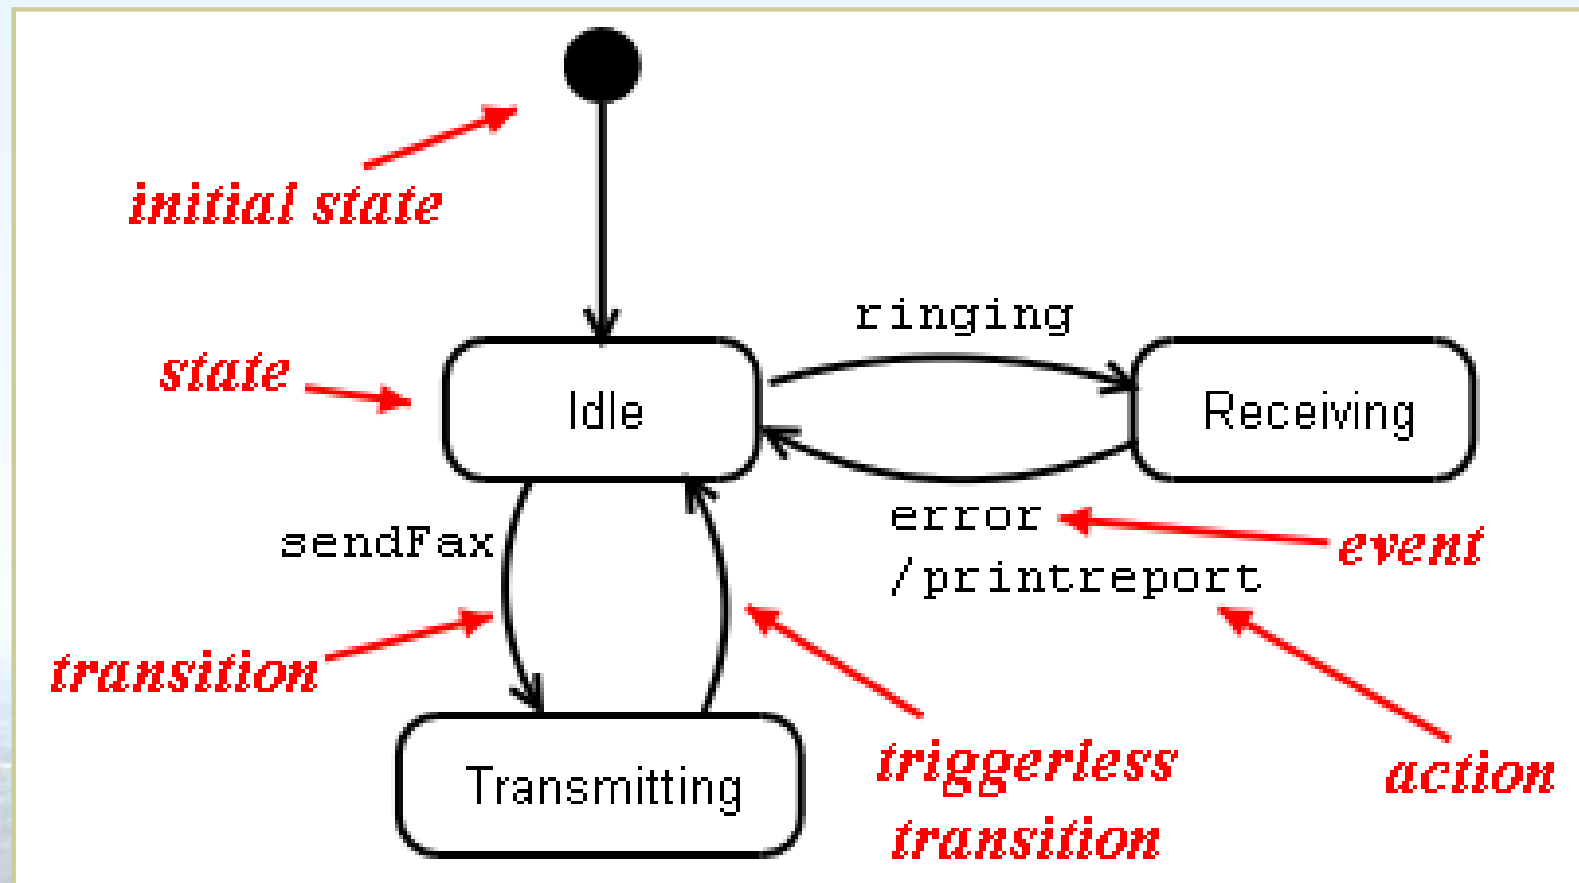 initial state
ringing
state
Idle
Receiving
error
sendFax
event
/printreport
transition
triggerless
transition
Transmitting
action